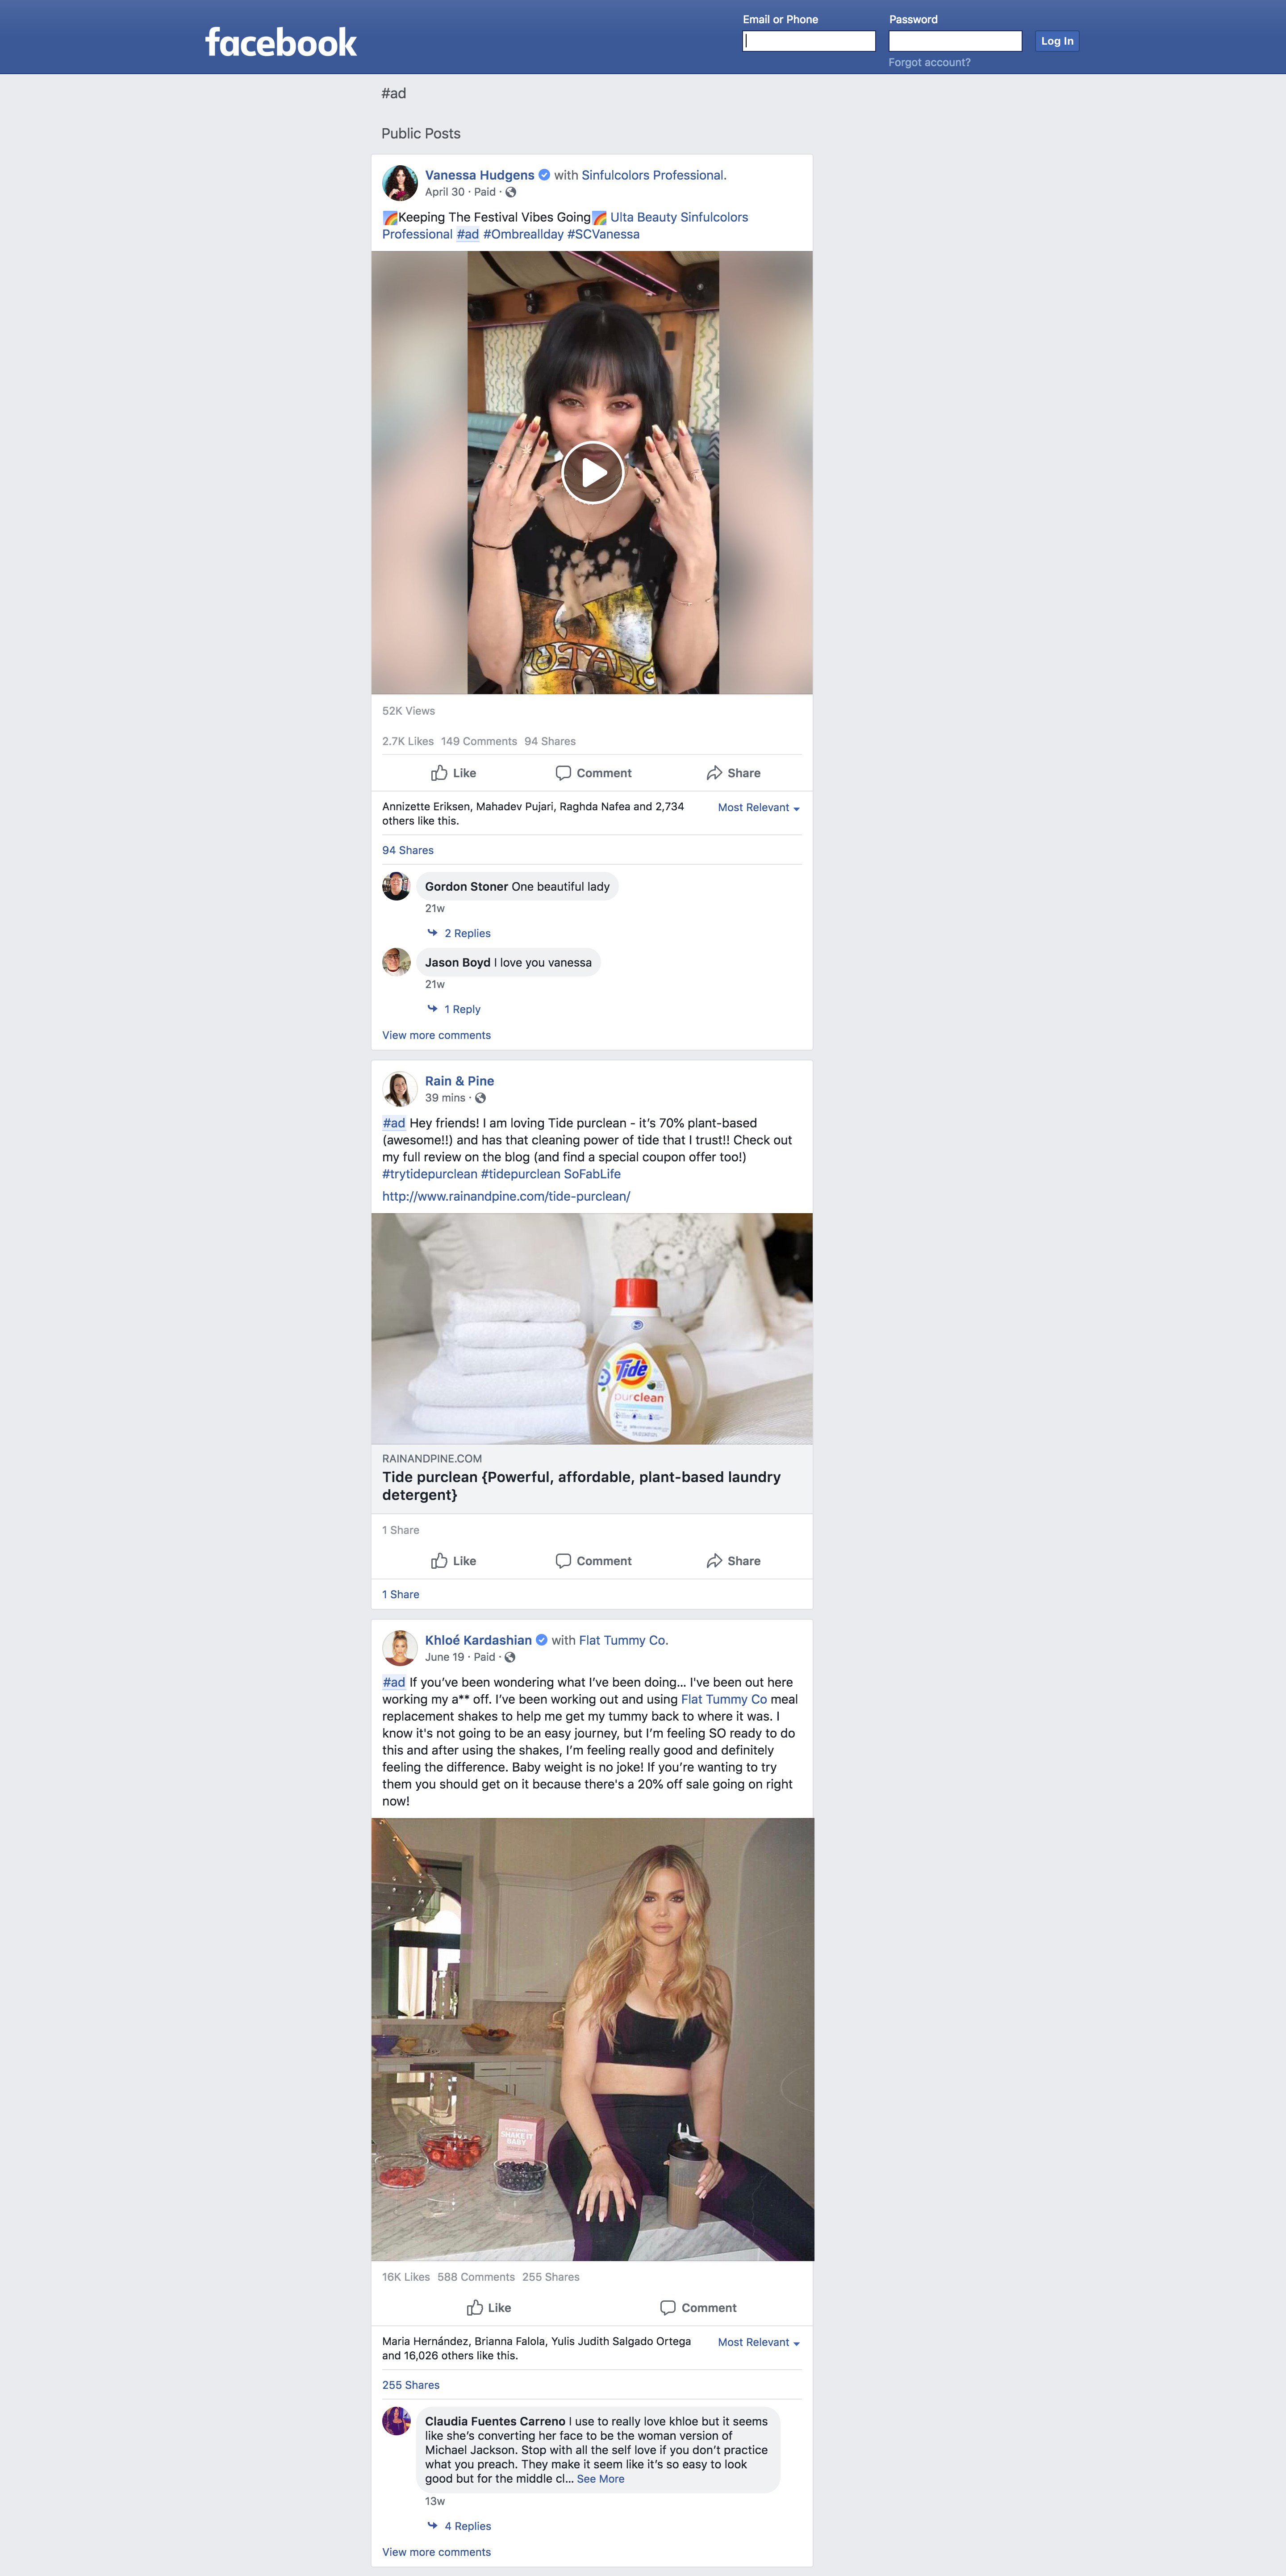 facebook
Email or Phone
Password
Log In
Forgot account?
#ad
Public Posts
Vanessa Hudgens with Sinfulcolors Professional.
April 30 · Paid ·
🌈Keeping The Festival Vibes Going🌈 Ulta Beauty Sinfulcolors
Professional #ad #Ombreallday #SCVanessa
U-TANG
52K Views
2.7K Likes 149 Comments 94 Shares
Like Comment Share
Annizette Eriksen, Mahadev Pujari, Raghda Nafea and 2,734
others like this.
Most Relevant
94 Shares
Gordon Stoner One beautiful lady
21w
2 Replies
Jason Boyd I love you vanessa
21w
1 Reply
View more comments
Rain & Pine
39 mins ·
#ad Hey friends! I am loving Tide purclean - it’s 70% plant-based
(awesome!!) and has that cleaning power of tide that I trust!! Check out
my full review on the blog (and find a special coupon offer too!)
#trytidepurclean #tidepurclean SoFabLife
http://www.rainandpine.com/tide-purclean/
Tide
purclean
RAINANDPINE.COM
Tide purclean {Powerful, affordable, plant-based laundry
detergent}
1 Share
Like Comment Share
1 Share
Khloé Kardashian with Flat Tummy Co.
June 19 · Paid ·
#ad If you’ve been wondering what I’ve been doing... I've been out here
working my a** off. I’ve been working out and using Flat Tummy Co meal
replacement shakes to help me get my tummy back to where it was. I
know it's not going to be an easy journey, but I’m feeling SO ready to do
this and after using the shakes, I’m feeling really good and definitely
feeling the difference. Baby weight is no joke! If you’re wanting to try
them you should get on it because there's a 20% off sale going on right
now!
SHAKE IT
BABY
16K Likes 588 Comments 255 Shares
Like Comment
Maria Hernández, Brianna Falola, Yulis Judith Salgado Ortega
and 16,026 others like this.
Most Relevant
255 Shares
Claudia Fuentes Carreno I use to really love khloe but it seems
like she’s converting her face to be the woman version of
Michael Jackson. Stop with all the self love if you don’t practice
what you preach. They make it seem like it’s so easy to look
good but for the middle cl... See More
13w
4 Replies
View more comments